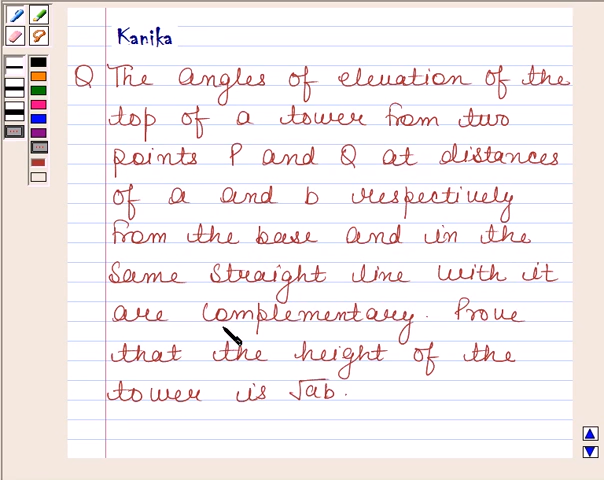 Kanika
Q The angles of elevation of the
top of a tower from two
points P and Q at distances
of a and b respectively
from the base and in the
same straight line with it
are complementary. Prove
that the height of the
tower is √ab.